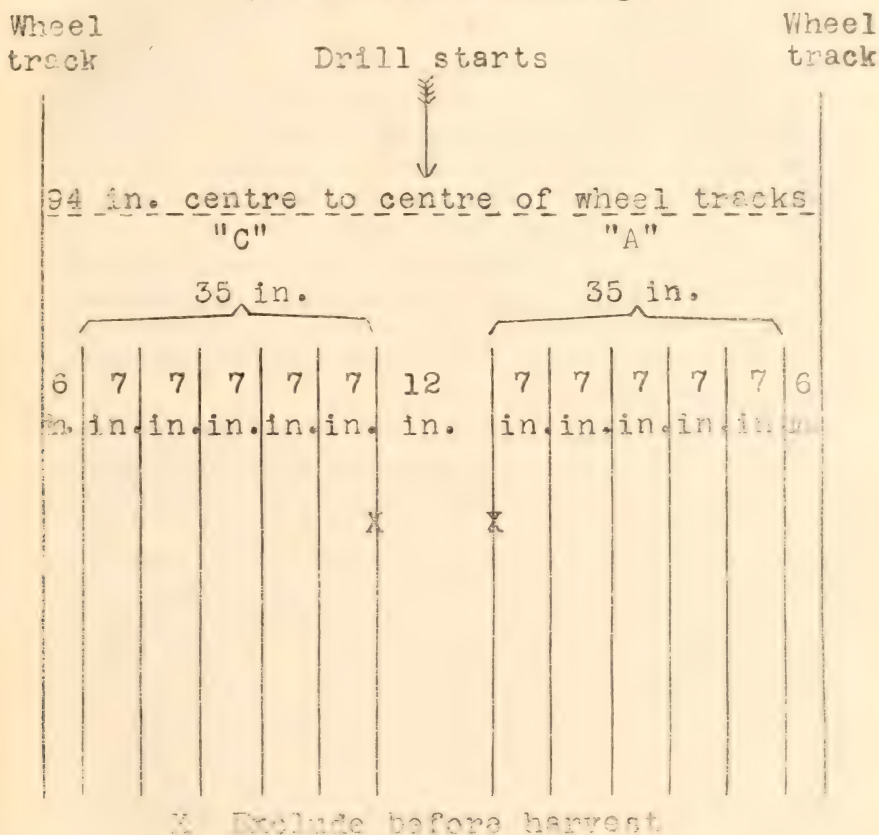 Wheel Wheel
track Drill starts track
94 in. centre to centre of wheel tracks
"C" "A"
35 in. 35 in.
6 7 7 7 7 7 12 7 7 7 7 7 6
in. in. in. in. in. in. in. in. in. in. in. in.
X X
X Exclude before harvest